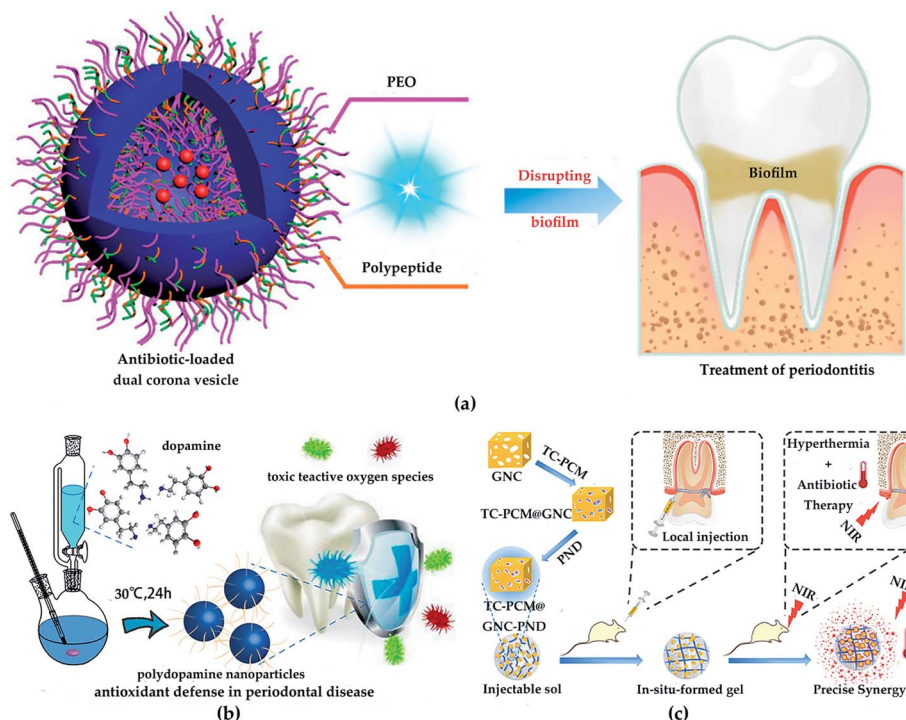 PEO
Disrupting
biofilm
Biofilm
Polypeptide
Antibiotic-loaded
dual corona vesicle
Treatment of periodontitis
(a)
dopamine
toxic teactive oxygen species
30℃,24h
polydopamine nanoparticles
antioxidant defense in periodontal disease
(b)
GNC
TC-PCM
TC-PCM@GNC
PND
TC-PCM@
GNC-PND
Injectable sol
Local injection
In-situ-formed gel
Hyperthermia
+
Antibiotic
Therapy
NIR
NIR
Precise Synergy
(c)